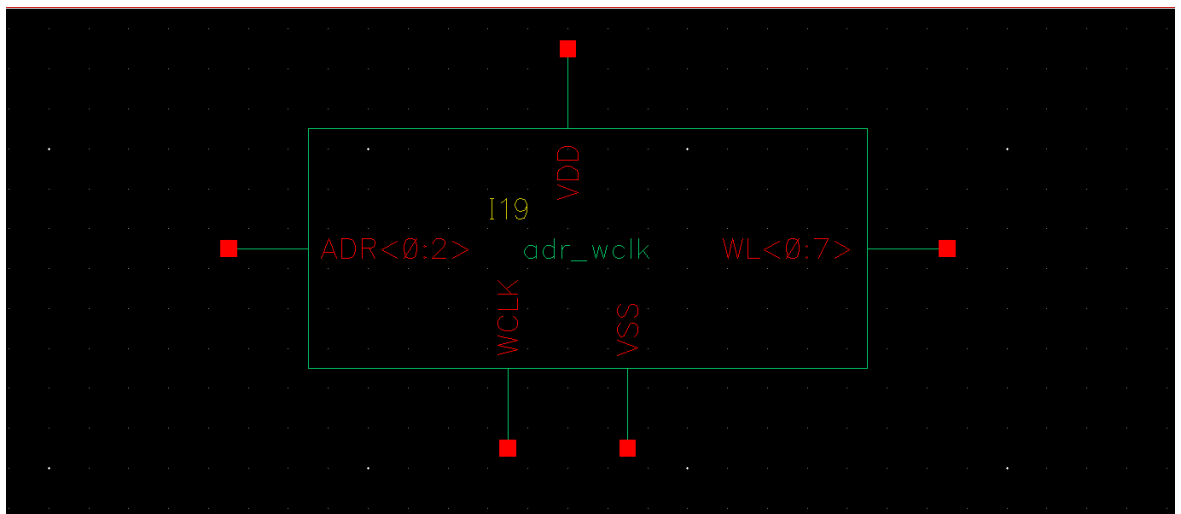 VDD
I19
ADR<0:2>
adr_wclk
WL<0:7>
WCLK
VSS